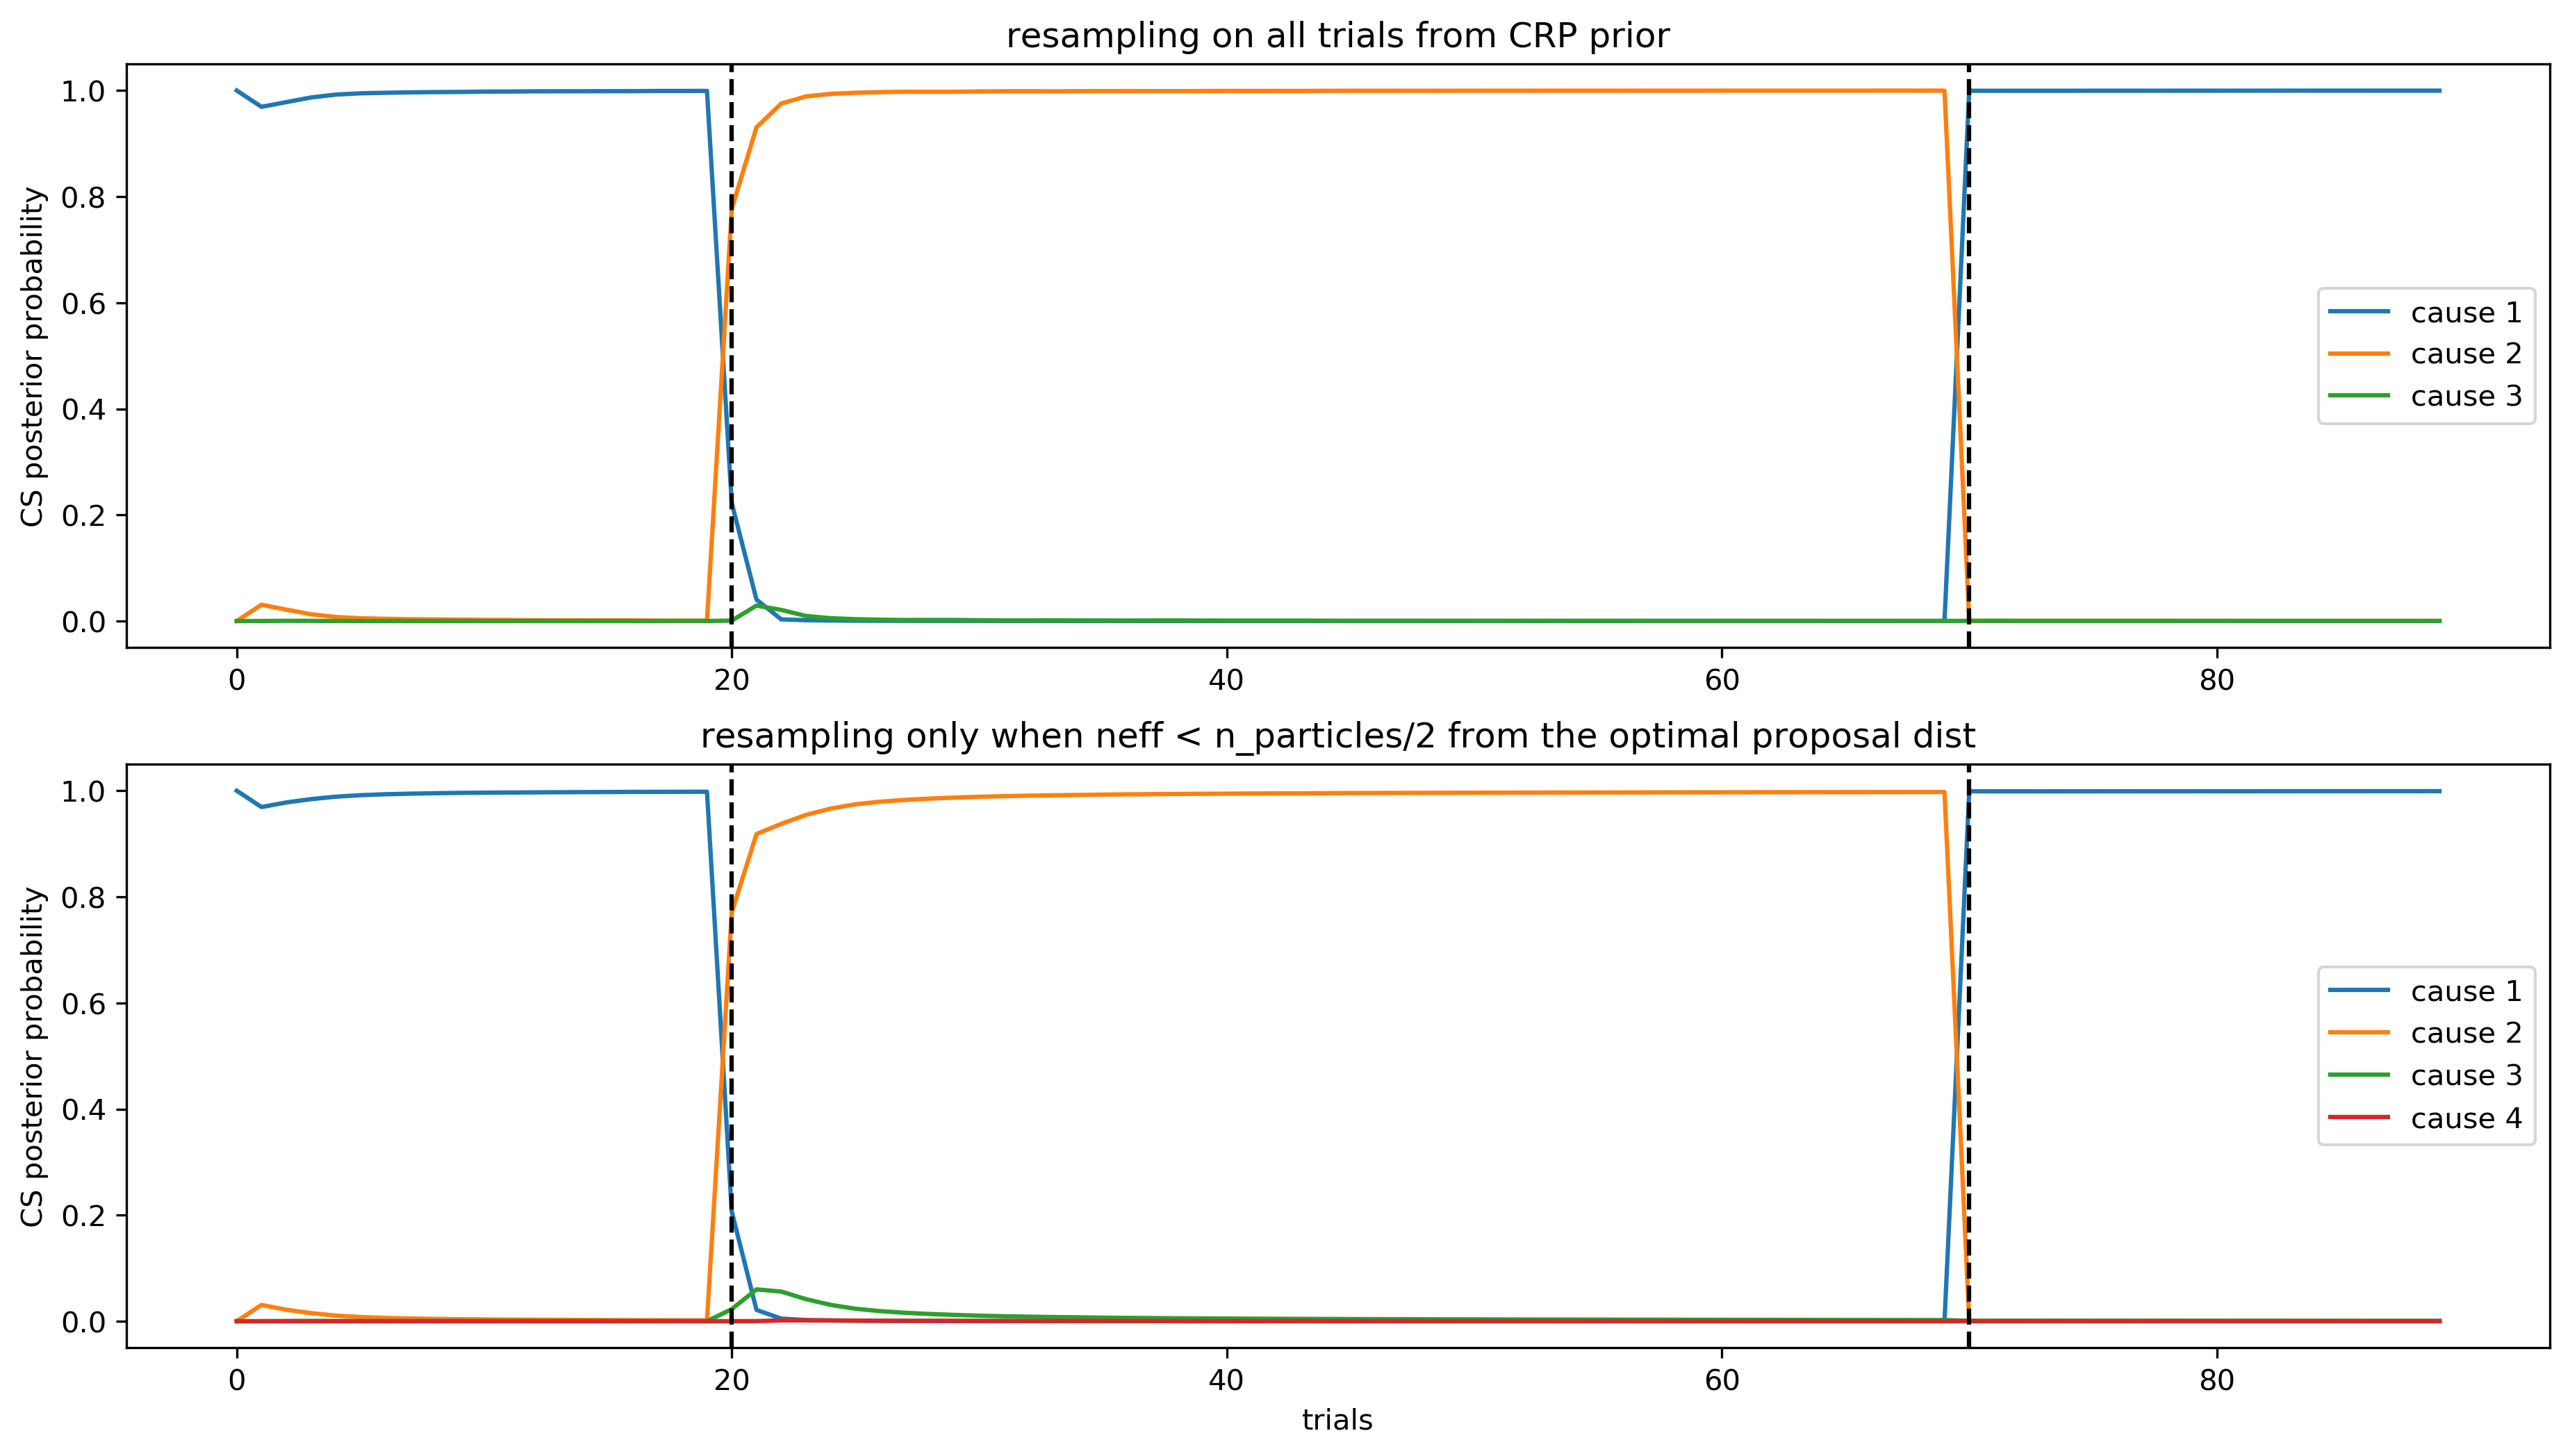 resampling on all trials from CRP prior
CS posterior probability
1.0
0.8
0.6
0.4
0.2
0.0
0
20
40
60
80
cause 1
cause 2
cause 3
resampling only when neff < n_particles/2 from the optimal proposal dist
CS posterior probability
1.0
0.8
0.6
0.4
0.2
0.0
0
20
40
60
80
cause 1
cause 2
cause 3
cause 4
trials